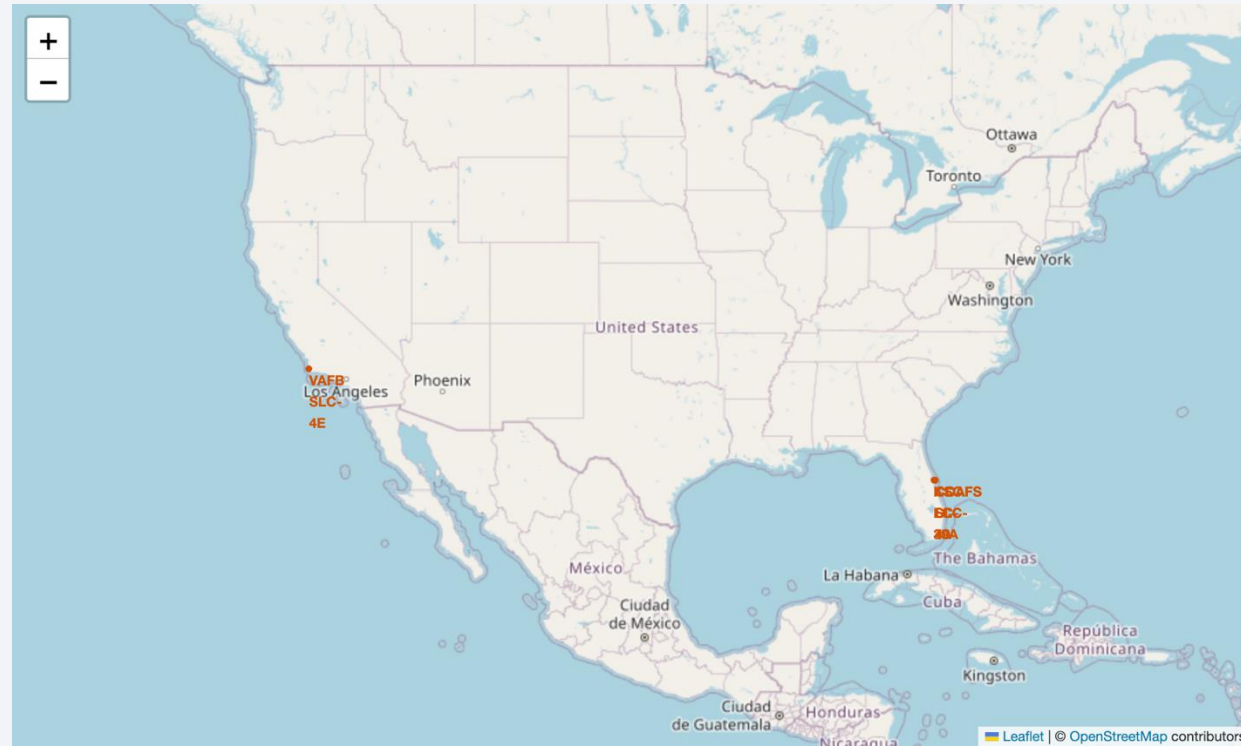 +
−
Ottawa
Toronto
New York
Washington
United States
VAFB
SLC-
4E
Los Angeles
Phoenix
The Bahamas
La Habana
México
Cuba
Ciudad
de México
República
Dominicana
Kingston
Ciudad
de Guatemala
Honduras
Nicaragua
Leaflet | © OpenStreetMap contributors